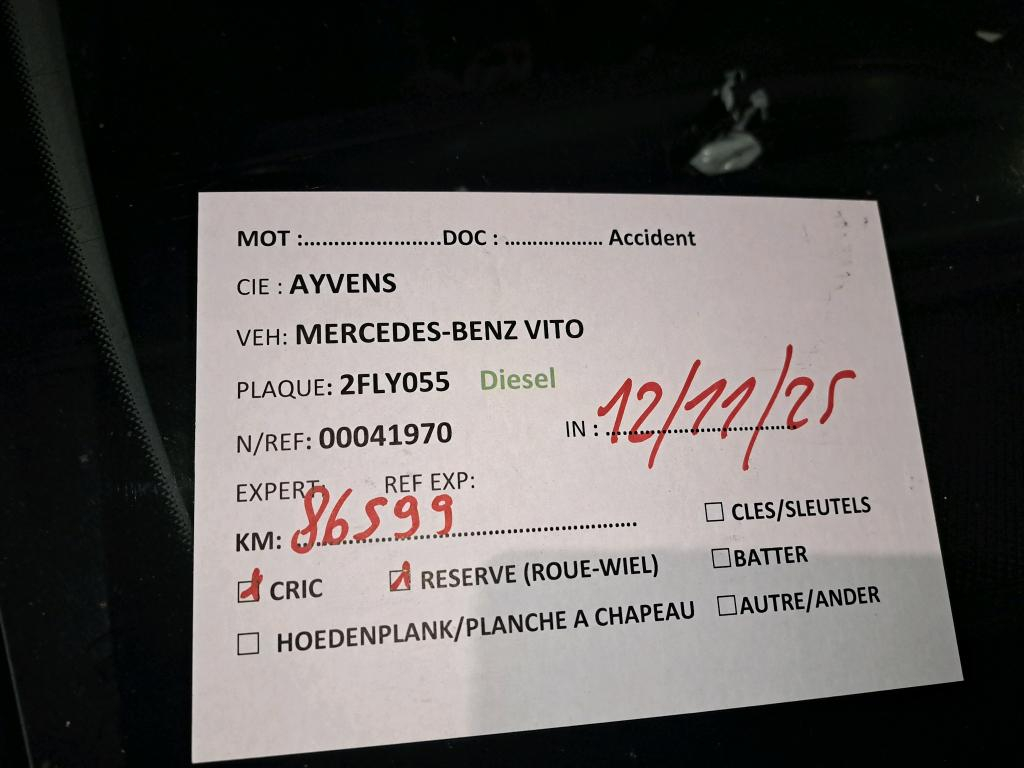 MOT :........................DOC : .................. Accident
CIE : AYVENS
VEH: MERCEDES-BENZ VITO
PLAQUE: 2FLY055 Diesel
N/REF: 00041970 IN : 12/11/25
EXPERT: REF EXP:
KM: 86599 ☐ CLES/SLEUTELS
☑ CRIC ☑ RESERVE (ROUE-WIEL) ☐ BATTER
☐ HOEDENPLANK/PLANCHE A CHAPEAU ☐ AUTRE/ANDER